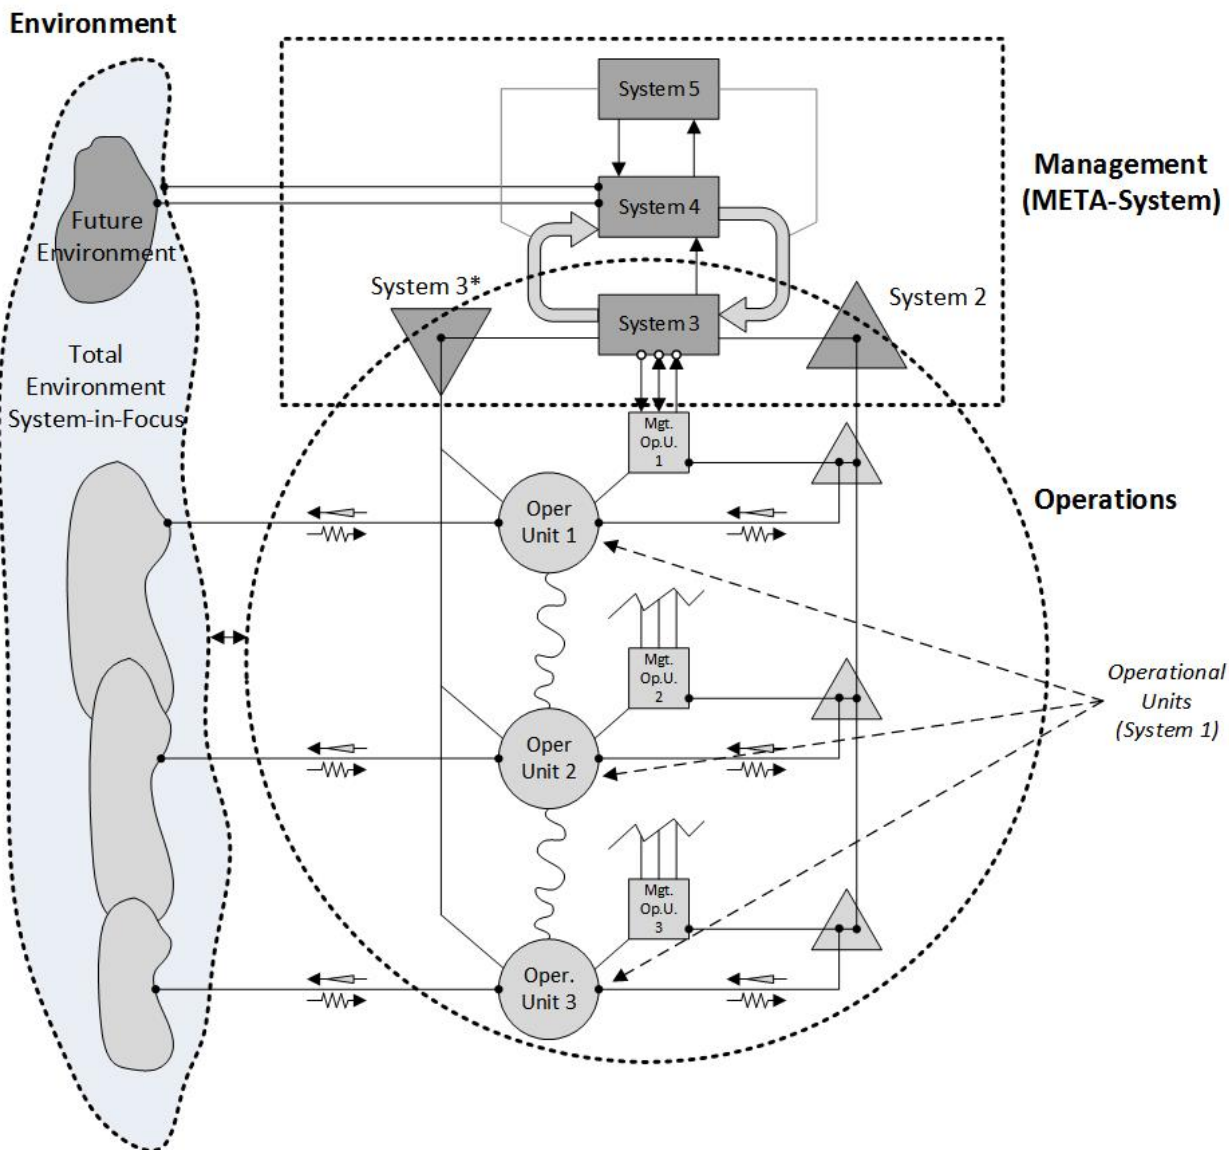 Environment
System 5
Management
(META-System)
System 4
Future
Environment
System 3*
System 2
System 3
Total
Environment
System-in-Focus
Mgt.
Op.U.
1
Operations
Oper
Unit 1
Mgt.
Op.U.
2
Operational
Units
(System 1)
Oper
Unit 2
Mgt.
Op.U.
3
Oper.
Unit 3